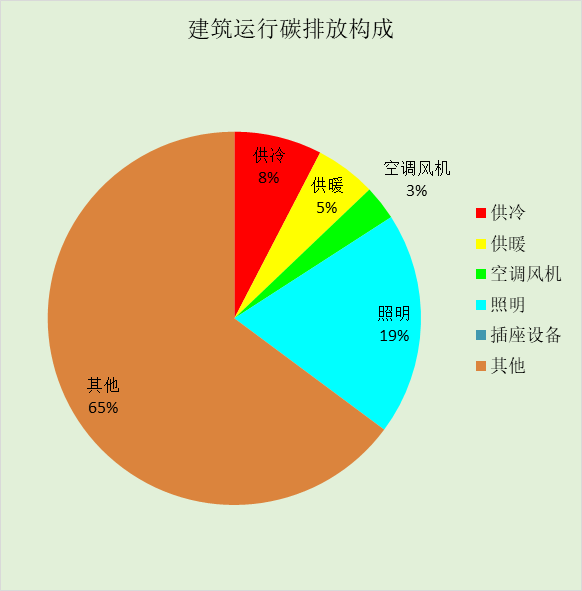 建筑运行碳排放构成
供冷
8%
供暖
5%
空调风机
3%
照明
19%
其他
65%
供冷
供暖
空调风机
照明
插座设备
其他